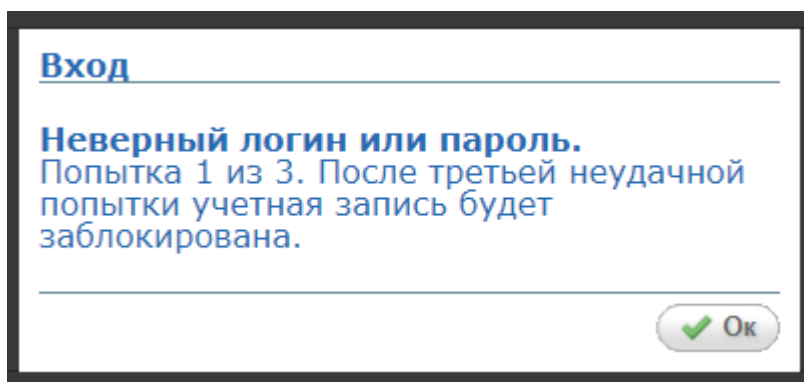 Вход
Неверный логин или пароль.
Попытка 1 из 3. После третьей неудачной
попытки учетная запись будет
заблокирована.
Ок